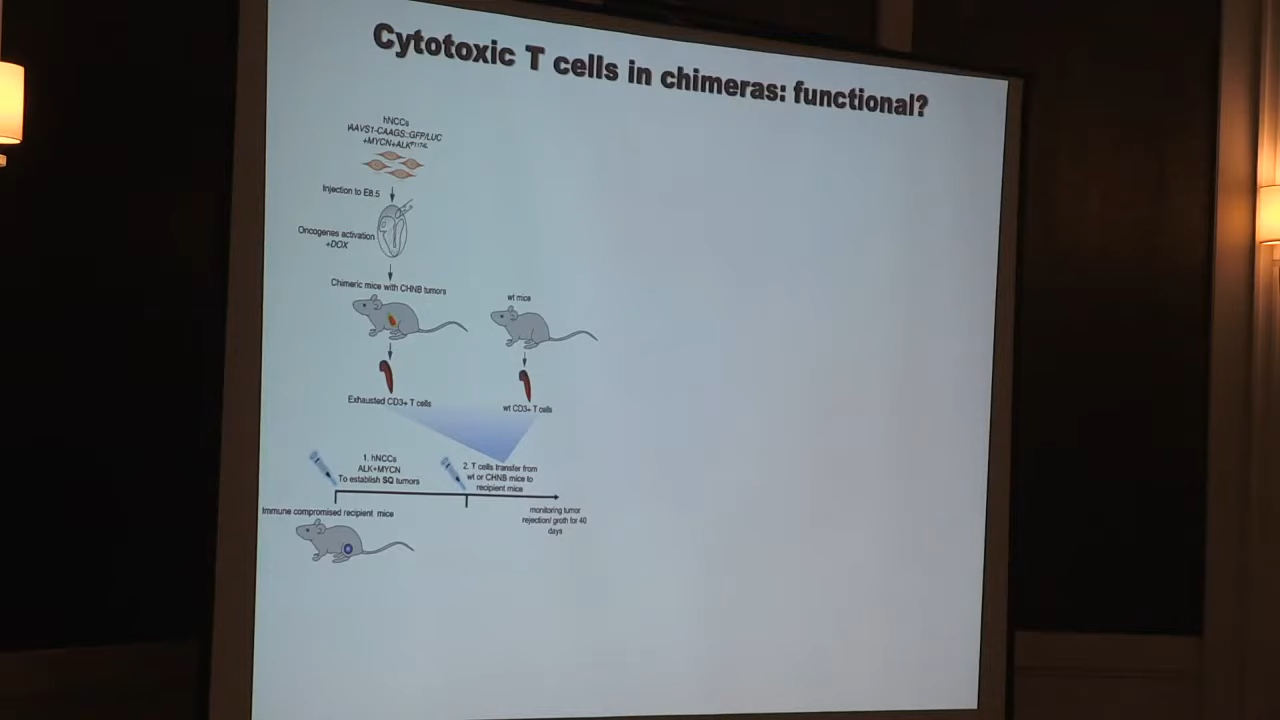 Cytotoxic T cells in chimeras: functional?
hNCCs
AAVS1-CAAGS::GFP/LUC
+MYCN+ALK
Injection to E8.5
Oncogenes activation
+DOX
Chimeric mice with CHNB tumors
wt mice
Exhausted CD3+ T cells
wt CD3+ T cells
1. hNCCs
ALK+MYCN
To establish SQ tumors
2. T cells transfer from
wt or CHNB mice to
recipient mice
Immune compromised recipient mice
monitoring tumor
rejection/ groth for 40
days